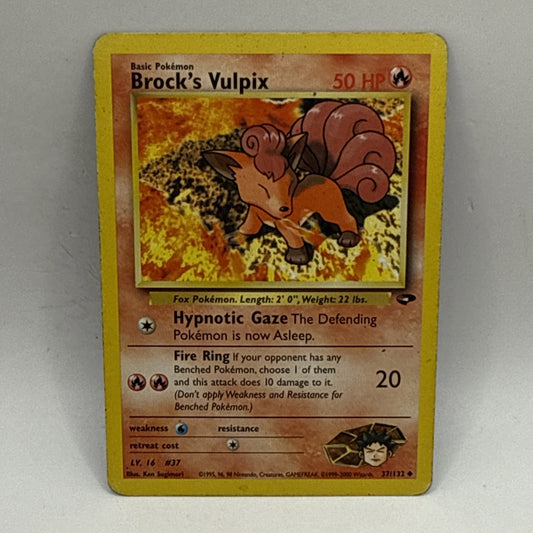 Basic Pokémon
Brock's Vulpix 50 HP
Fox Pokémon. Length: 2' 0", Weight: 22 lbs.
Hypnotic Gaze The Defending
Pokémon is now Asleep.
Fire Ring If your opponent has any
Benched Pokémon, choose 1 of them
and this attack does 10 damage to it.
(Don't apply Weakness and Resistance for
Benched Pokémon.)
20
weakness resistance
retreat cost
LV. 16 #37
Illus. Ken Sugimori ©1995, 96, 98 Nintendo, Creatures, GAMEFREAK. ©1999-2000 Wizards. 37/132